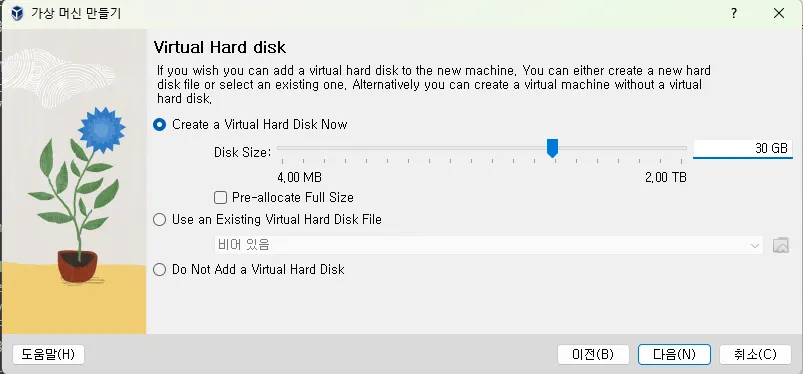 가상 머신 만들기
?
Virtual Hard disk
If you wish you can add a virtual hard disk to the new machine. You can either create a new hard
disk file or select an existing one. Alternatively you can create a virtual machine without a virtual
hard disk.
Create a Virtual Hard Disk Now
Disk Size:
30 GB
4.00 MB
2.00 TB
Pre-allocate Full Size
Use an Existing Virtual Hard Disk File
비어 있음
Do Not Add a Virtual Hard Disk
도움말(H)
이전(B)
다음(N)
취소(C)